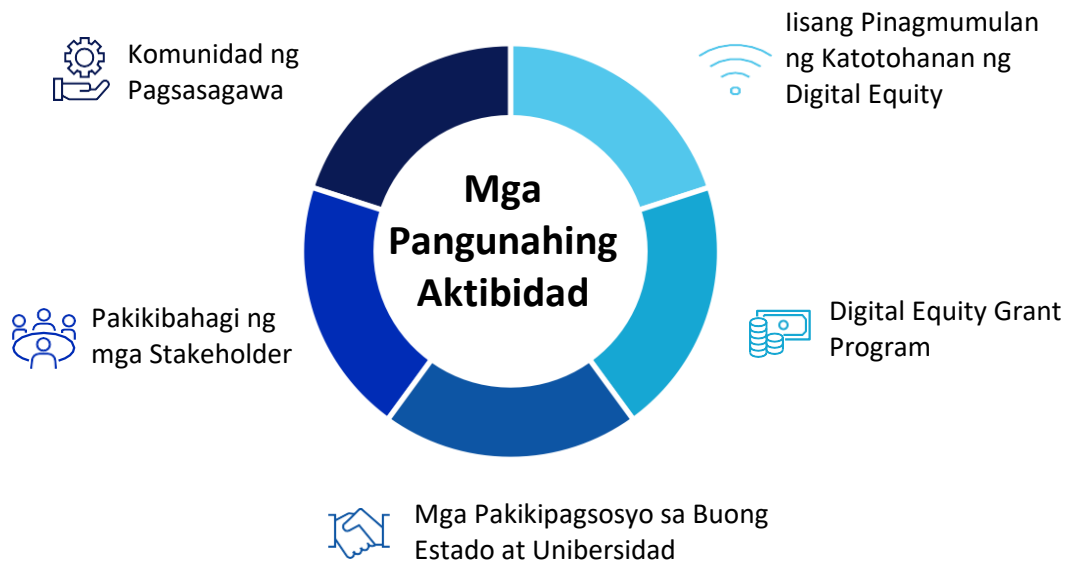 Komunidad ng
Pagsasagawa
Iisang Pinagmumulan
ng Katotohanan ng
Digital Equity
Mga
Pangunahing
Aktibidad
Pakikibahagi ng
mga Stakeholder
Digital Equity Grant
Program
Mga Pakikipagsosyo sa Buong
Estado at Unibersidad